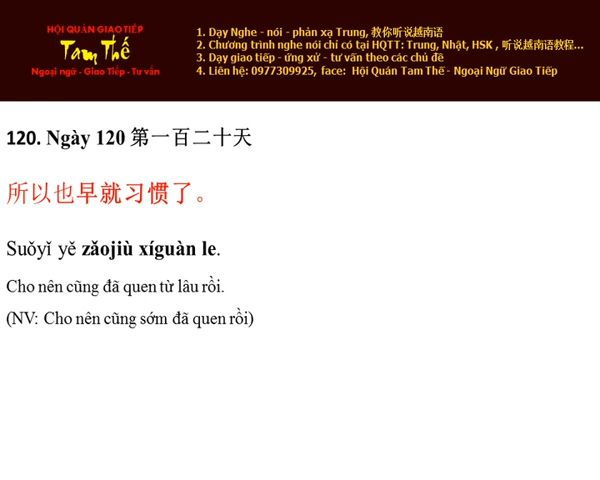 HỘI QUÁN GIAO TIẾP
Tam Thế
Ngoại ngữ - Giao Tiếp - Tư vấn
1. Dạy Nghe - nói - phản xạ Trung, 教你听说越南语
2. Chương trình nghe nói chỉ có tại HQTT: Trung, Nhật, HSK , 听说越南语教程...
3. Dạy giao tiếp - ứng xử - tư vấn theo các chủ đề
4. Liên hệ: 0977309925, face: Hội Quán Tam Thế - Ngoại Ngữ Giao Tiếp
120. Ngày 120 第一百二十天
所以也早就习惯了。
Suǒyǐ yě zǎojiù xíguàn le.
Cho nên cũng đã quen từ lâu rồi.
(NV: Cho nên cũng sớm đã quen rồi)